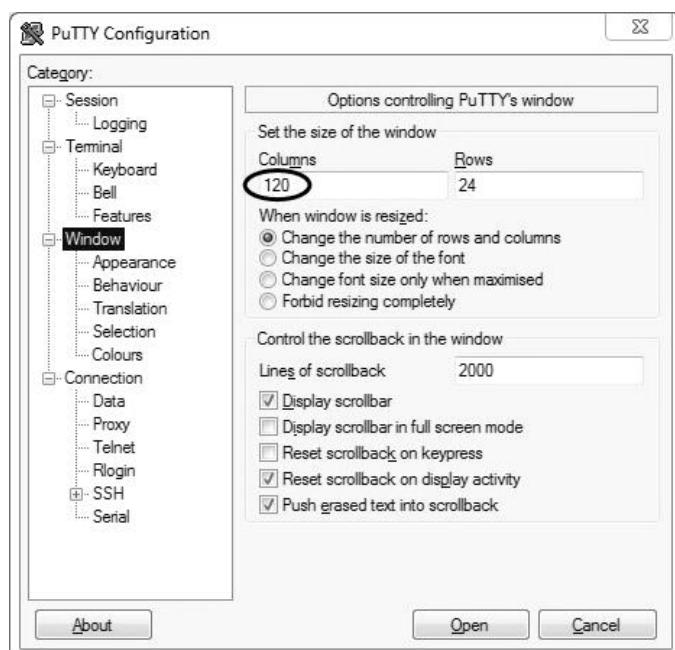 PuTTY Configuration
Category:
Session
Logging
Terminal
Keyboard
Bell
Features
Window
Appearance
Behaviour
Translation
Selection
Colours
Connection
Data
Proxy
Telnet
Rlogin
SSH
Serial
Options controlling PuTTY's window
Set the size of the window
Columns Rows
120 24
When window is resized:
Change the number of rows and columns
Change the size of the font
Change font size only when maximised
Forbid resizing completely
Control the scrollback in the window
Lines of scrollback 2000
Display scrollbar
Display scrollbar in full screen mode
Reset scrollback on keypress
Reset scrollback on display activity
Push erased text into scrollback
About Open Cancel